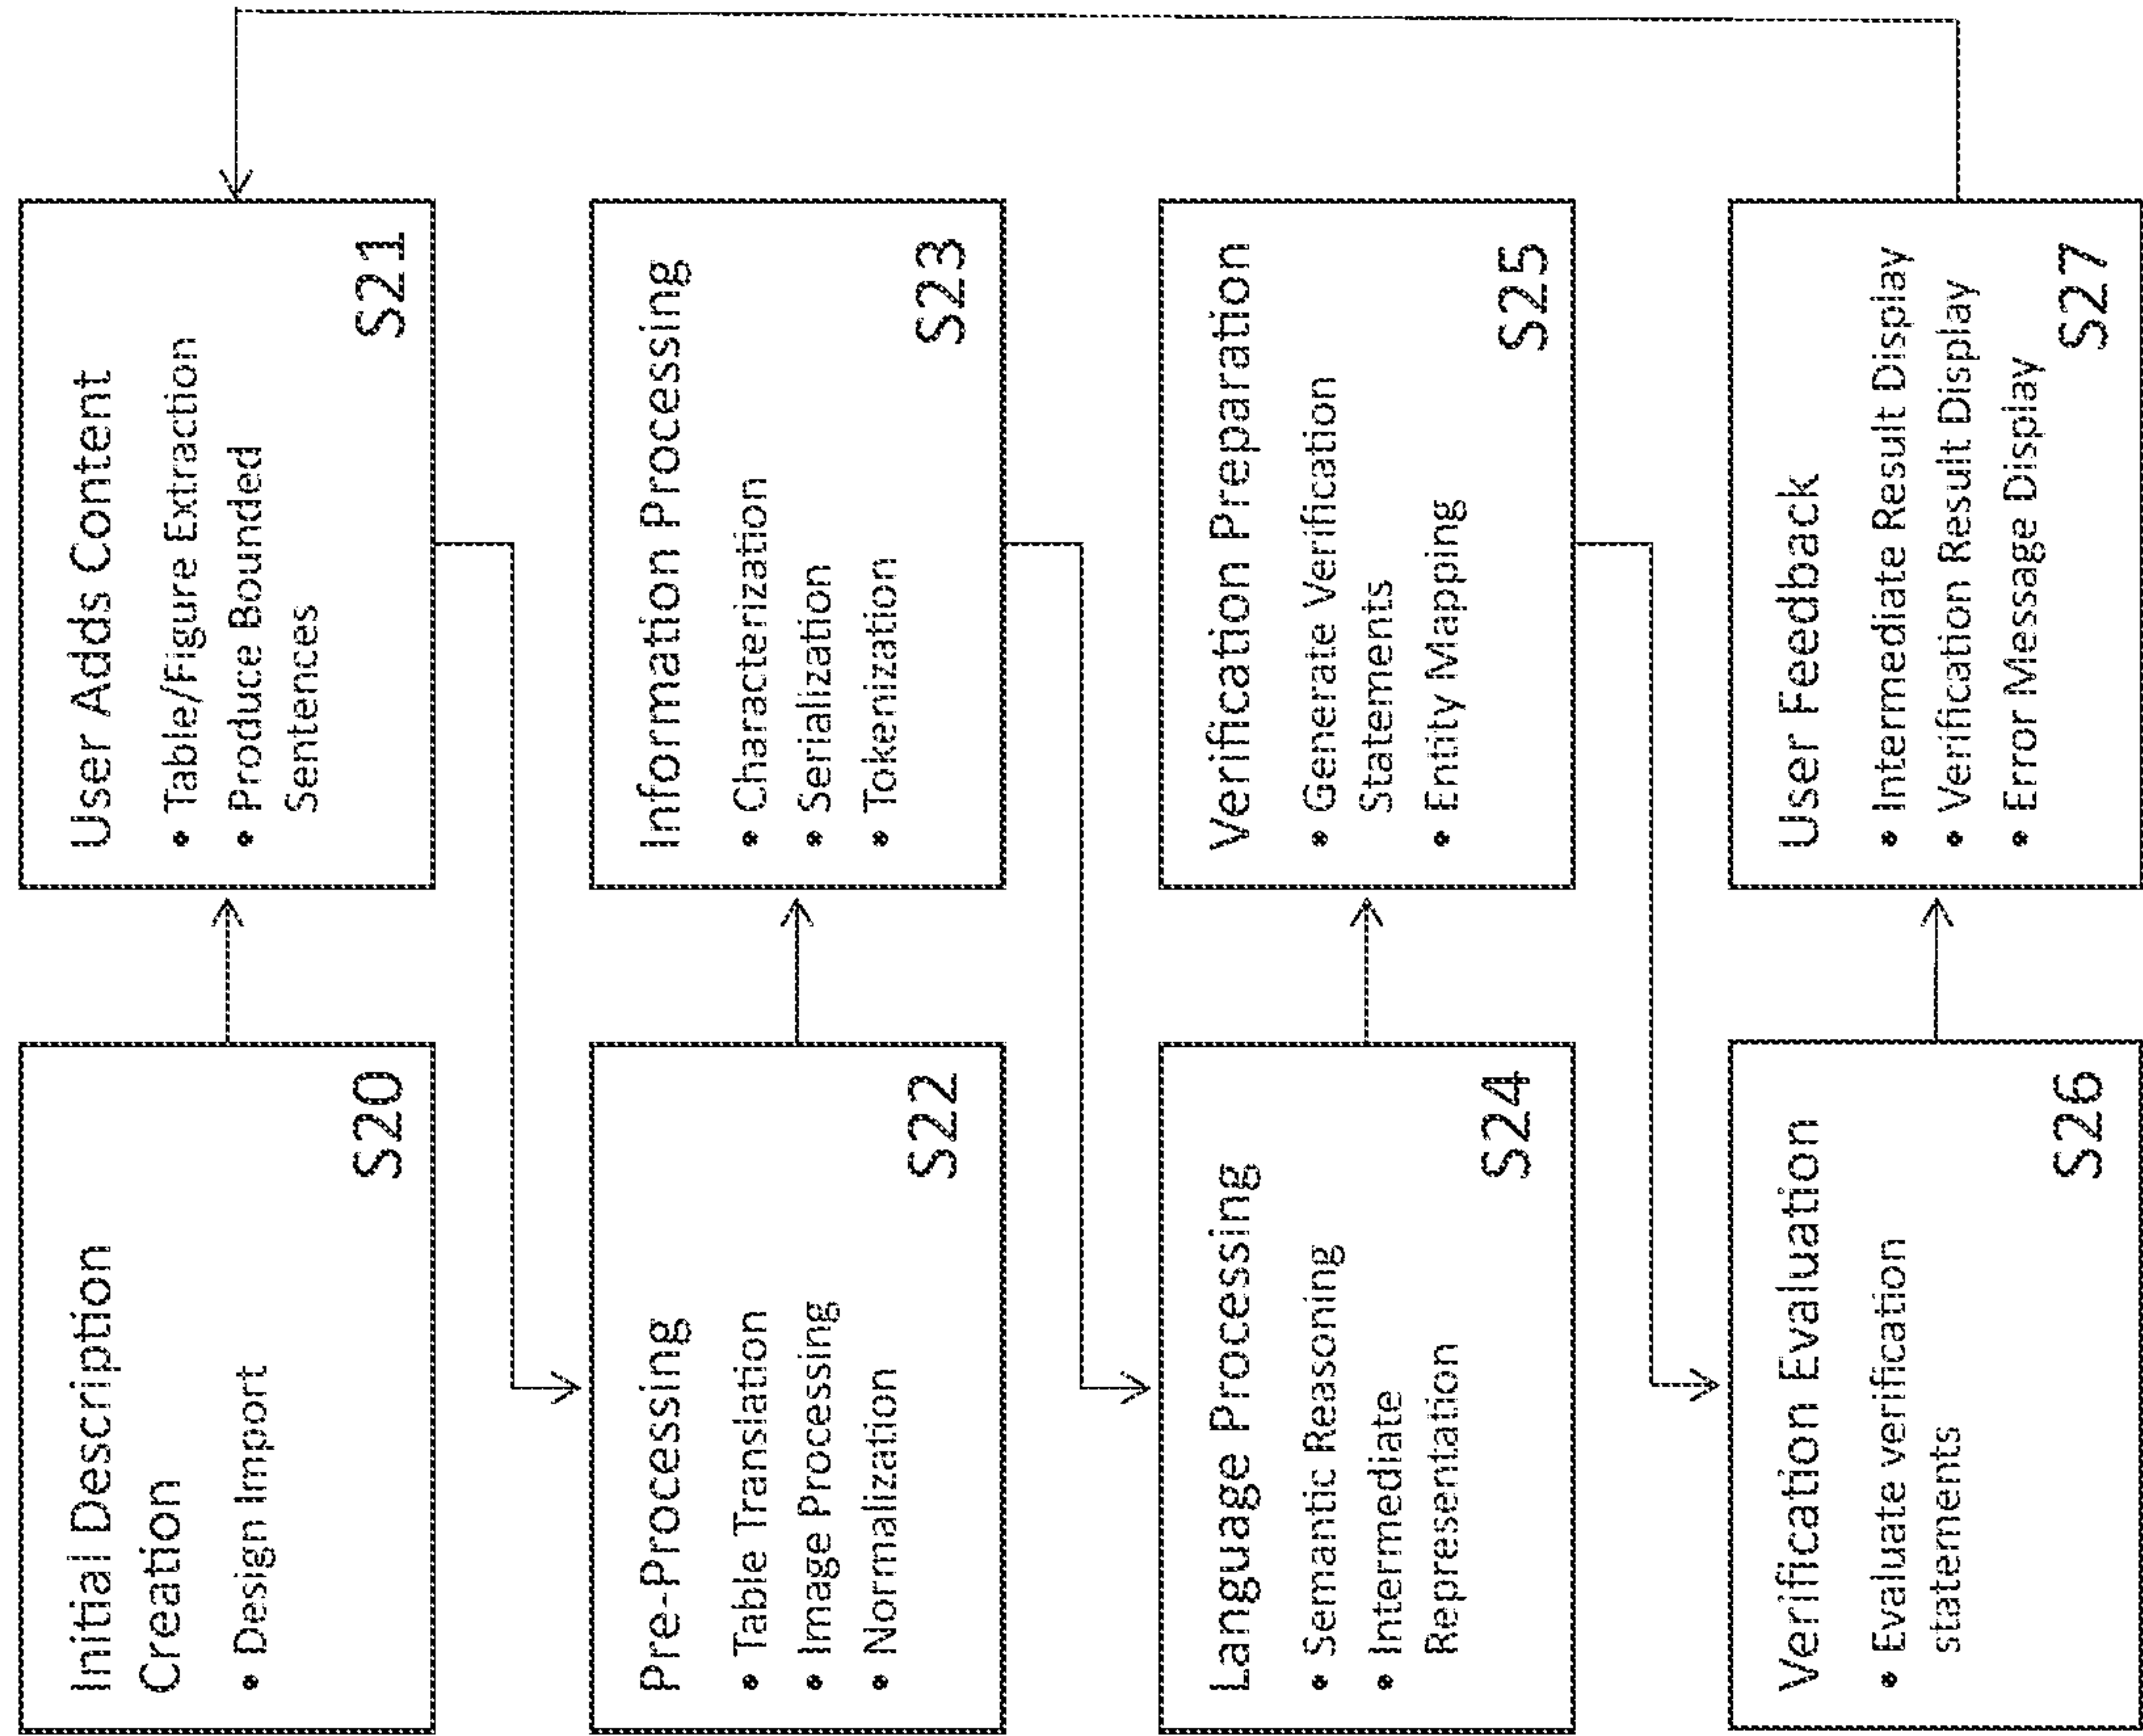 Initial Description
Creation
• Design Import
S20
User Adds Content
• Table/Figure Extraction
• Produce Bounded
Sentences
S21
Pre-Processing
• Table Translation
• Image Processing
• Normalization
S22
Information Processing
• Characterization
• Serialization
• Tokenization
S23
Language Processing
• Semantic Reasoning
• Intermediate
Representation
S24
Verification Preparation
• Generate Verification
Statements
• Entity Mapping
S25
Verification Evaluation
• Evaluate verification
statements
S26
User Feedback
• Intermediate Result Display
• Verification Result Display
• Error Message Display
S27